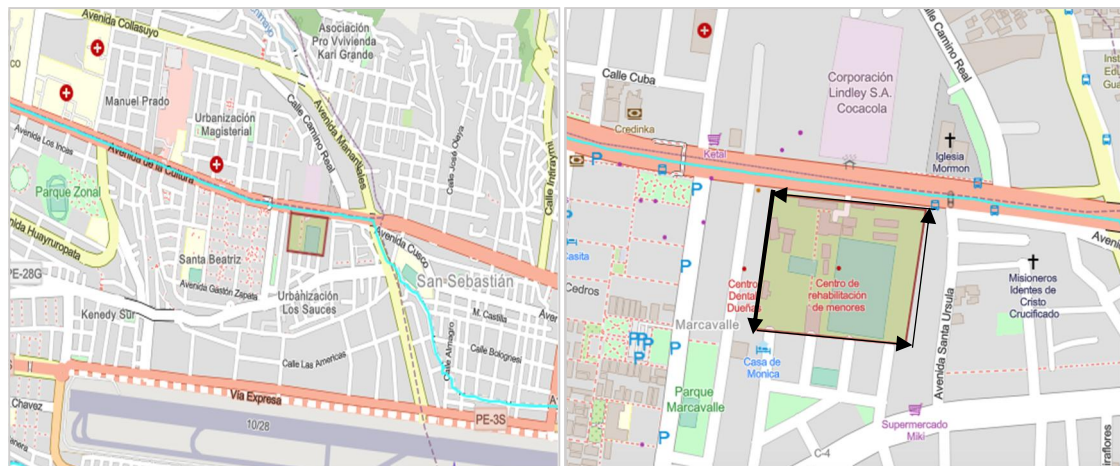 Avenida Collasuyo
Asociación
Pro Vvivienda
Kari Grande
Manuel Prado
Urbanización
Magisterial
Calle Camino Real
Avenida Manantiales
Calle José Olaya
Calle Intiraymi
Avenida Los Incas
Avenida de la Cultura
Parque Zonal
Avenida Huayruropata
PE-28G
Santa Beatriz
Avenida Gastón Zapata
Urbanización
Los Sauces
Avenida Cusco
San Sebastián
M. Castilla
Kenedy Sur
Calle Las Americas
Calle Almagro
Calle Bolognesi
Vía Expresa
PE-3S
Chavez
10/28
Calle Camino Real
Calle Cuba
Corporación
Lindley S.A.
Cocacola
Credinka
Ketal
Iglesia
Mormon
P
P
P
Casita
Cedros
Centro
Dental
Dueñas
Centro de
rehabilitación
de menores
Misioneros
Identes de
Cristo
Crucificado
Marcavalle
Avenida Santa Ursula
Casa de
Monica
Parque
Marcavalle
Supermercado
Miki
C-4
P